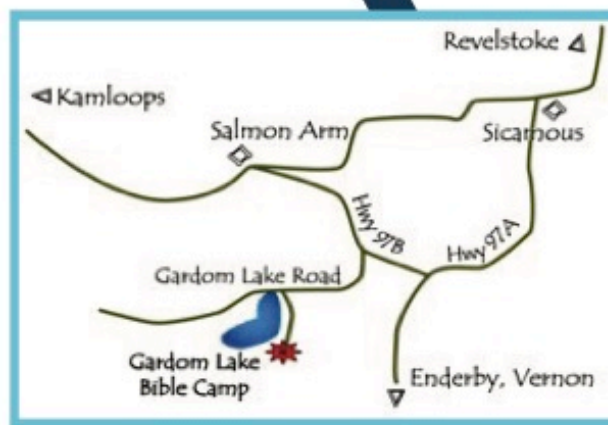 Revelstoke
Kamloops
Salmon Arm
Sicamous
Hwy 97B
Hwy 97A
Gardom Lake Road
Gardom Lake
Bible Camp
Enderby, Vernon